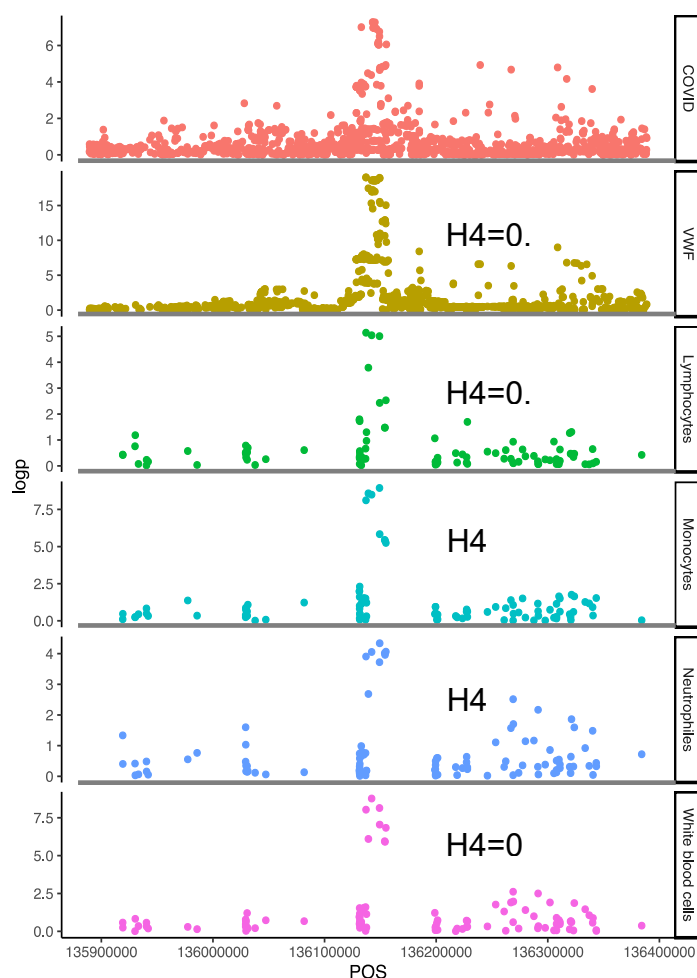 6
4
2
0
COVID
15
10
5
0
H4=0.
VWF
5
4
3
2
1
0
H4=0.
Lymphocytes
7.5
5.0
2.5
0.0
H4
Monocytes
4
3
2
1
0
H4
Neutrophiles
7.5
5.0
2.5
0.0
H4=0
White blood cells
logp
135900000 136000000 136100000 136200000 136300000 136400000
POS